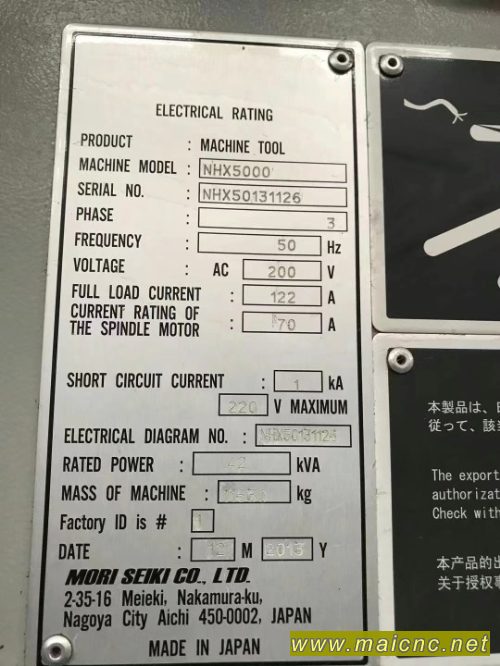 ELECTRICAL RATING
PRODUCT : MACHINE TOOL
MACHINE MODEL : NHX5000
SERIAL NO. : NHX50131126
PHASE : 3
FREQUENCY : 50 Hz
VOLTAGE : AC 200 V
FULL LOAD CURRENT : 122 A
CURRENT RATING OF
THE SPINDLE MOTOR : 70 A
SHORT CIRCUIT CURRENT : 1 kA
220 V MAXIMUM
ELECTRICAL DIAGRAM NO. :
RATED POWER : 42 kVA
MASS OF MACHINE : kg
Factory ID is # 1
DATE : 12 M 2013 Y
MORI SEIKI CO., LTD.
2-35-16 Meieki, Nakamura-ku,
Nagoya City Aichi 450-0002, JAPAN
MADE IN JAPAN
本製品は、
従って、該
The export
authorizat
Check with
本产品的出
关于授权
www.maicnc.net